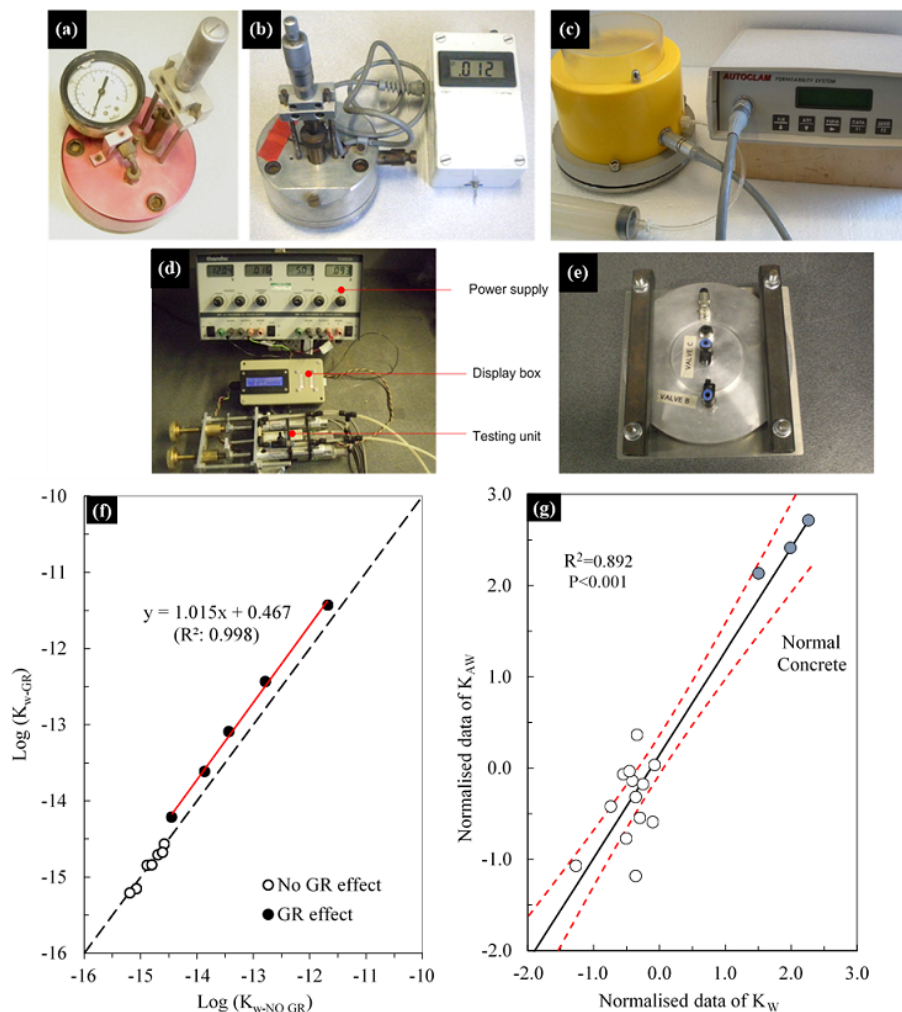 (a)
(b)
.012
(c)
AUTOCLAM
PERMEABILITY SYSTEM
(d)
thandar
Power supply
Display box
Testing unit
(e)
VALVE C
VALVE B
(f)
-10
-11
-12
-13
-14
-15
-16
Log (Kw-GR)
y = 1.015x + 0.467
(R²: 0.998)
No GR effect
GR effect
-16 -15 -14 -13 -12 -11 -10
Log (Kw-NO GR)
(g)
3.0
2.0
1.0
0.0
-1.0
-2.0
Normalised data of KAW
R²=0.892
P<0.001
Normal
Concrete
-2.0 -1.0 0.0 1.0 2.0 3.0
Normalised data of KW